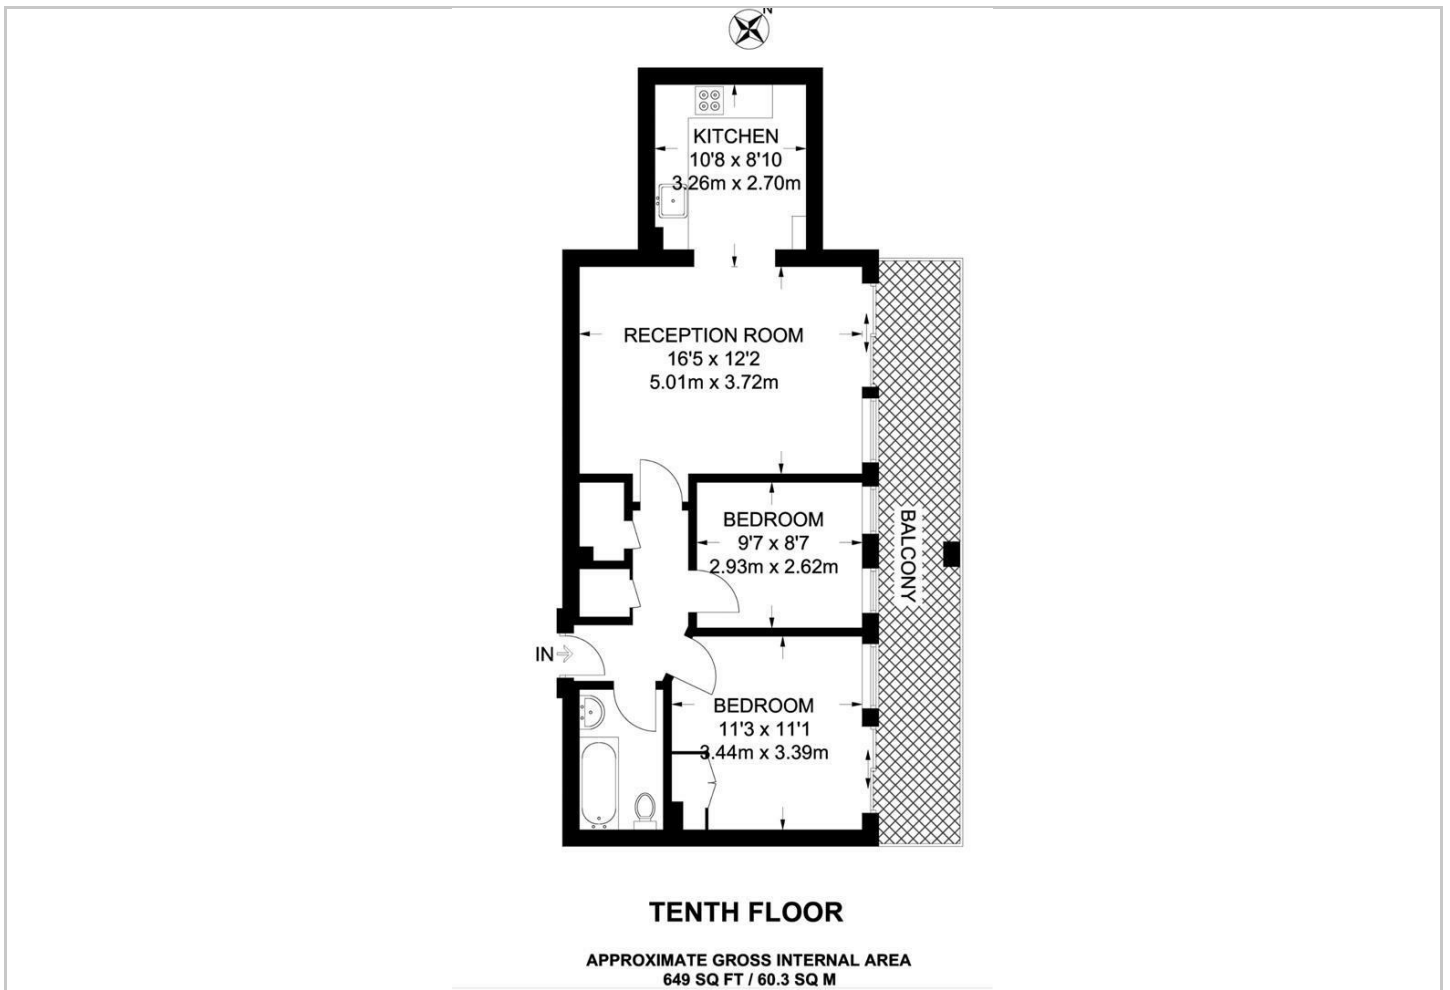 N
KITCHEN
10'8 x 8'10
3.26m x 2.70m
RECEPTION ROOM
16'5 x 12'2
5.01m x 3.72m
BEDROOM
9'7 x 8'7
2.93m x 2.62m
BALCONY
IN
BEDROOM
11'3 x 11'1
3.44m x 3.39m
TENTH FLOOR
APPROXIMATE GROSS INTERNAL AREA
649 SQ FT / 60.3 SQ M